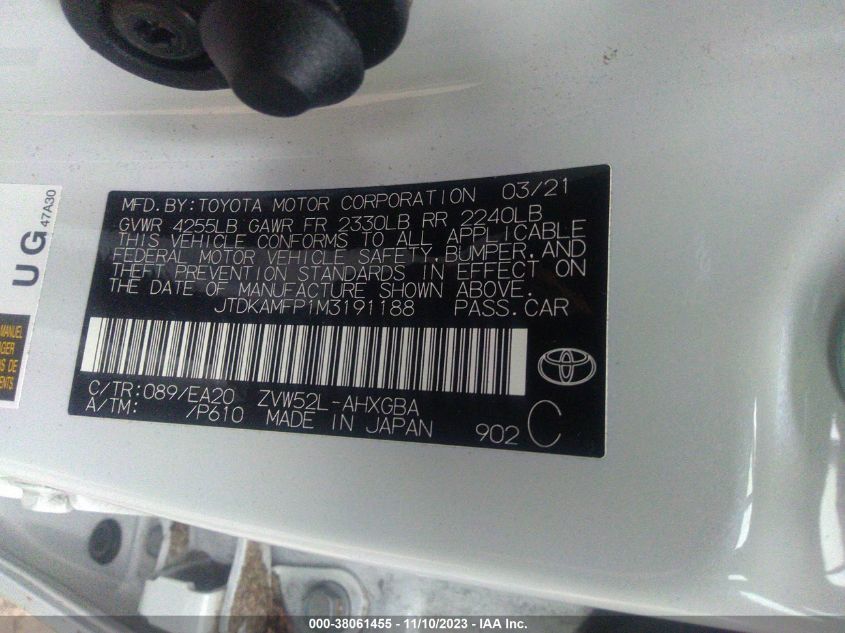 MFD.BY:TOYOTA MOTOR CORPORATION 03/21
GVWR 4255LB GAWR FR 2330LB RR 2240LB
THIS VEHICLE CONFORMS TO ALL APPLICABLE
FEDERAL MOTOR VEHICLE SAFETY,BUMPER,AND
THEFT PREVENTION STANDARDS IN EFFECT ON
THE DATE OF MANUFACTURE SHOWN ABOVE.
JTDKAMFP1M3191188 PASS.CAR
C/TR:089/EA20 ZVW52L-AHXGBA
A/TM: /P610 MADE IN JAPAN 902 C
UG
47A30
MANUEL
000-38061455 - 11/10/2023 - IAA Inc.